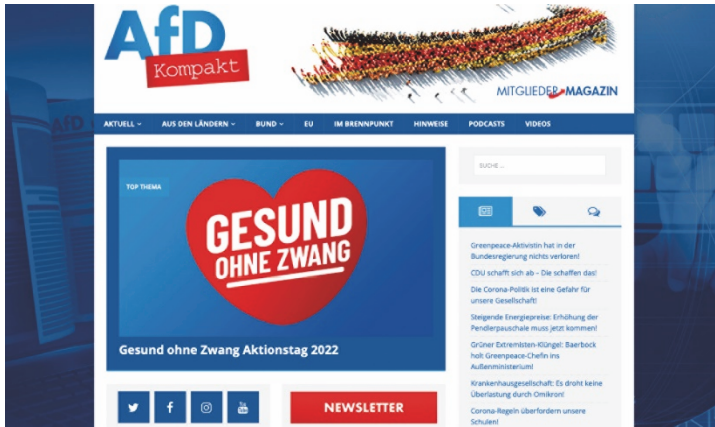 AfD
Kompakt
MITGLIEDER-MAGAZIN
AKTUELL
AUS DEN LÄNDERN
BUND
EU
IM BRENNPUNKT
HINWEISE
PODCASTS
VIDEOS
TOP THEMA
GESUND
OHNE ZWANG
Gesund ohne Zwang Aktionstag 2022
NEWSLETTER
SUCHE ...
Greenpeace-Aktivistin hat in der
Bundesregierung nichts verloren!
CDU schafft sich ab – Die schaffen das!
Die Corona-Politik ist eine Gefahr für
unsere Gesellschaft!
Steigende Energiepreise: Erhöhung der
Pendlerpauschale muss jetzt kommen!
Grüner Extremisten-Klüngel: Baerbock
holt Greenpeace-Chefin ins
Außenministerium!
Krankenhausgesellschaft: Es droht keine
Überlastung durch Omikron!
Corona-Regeln überfordern unsere
Schulen!
AfD